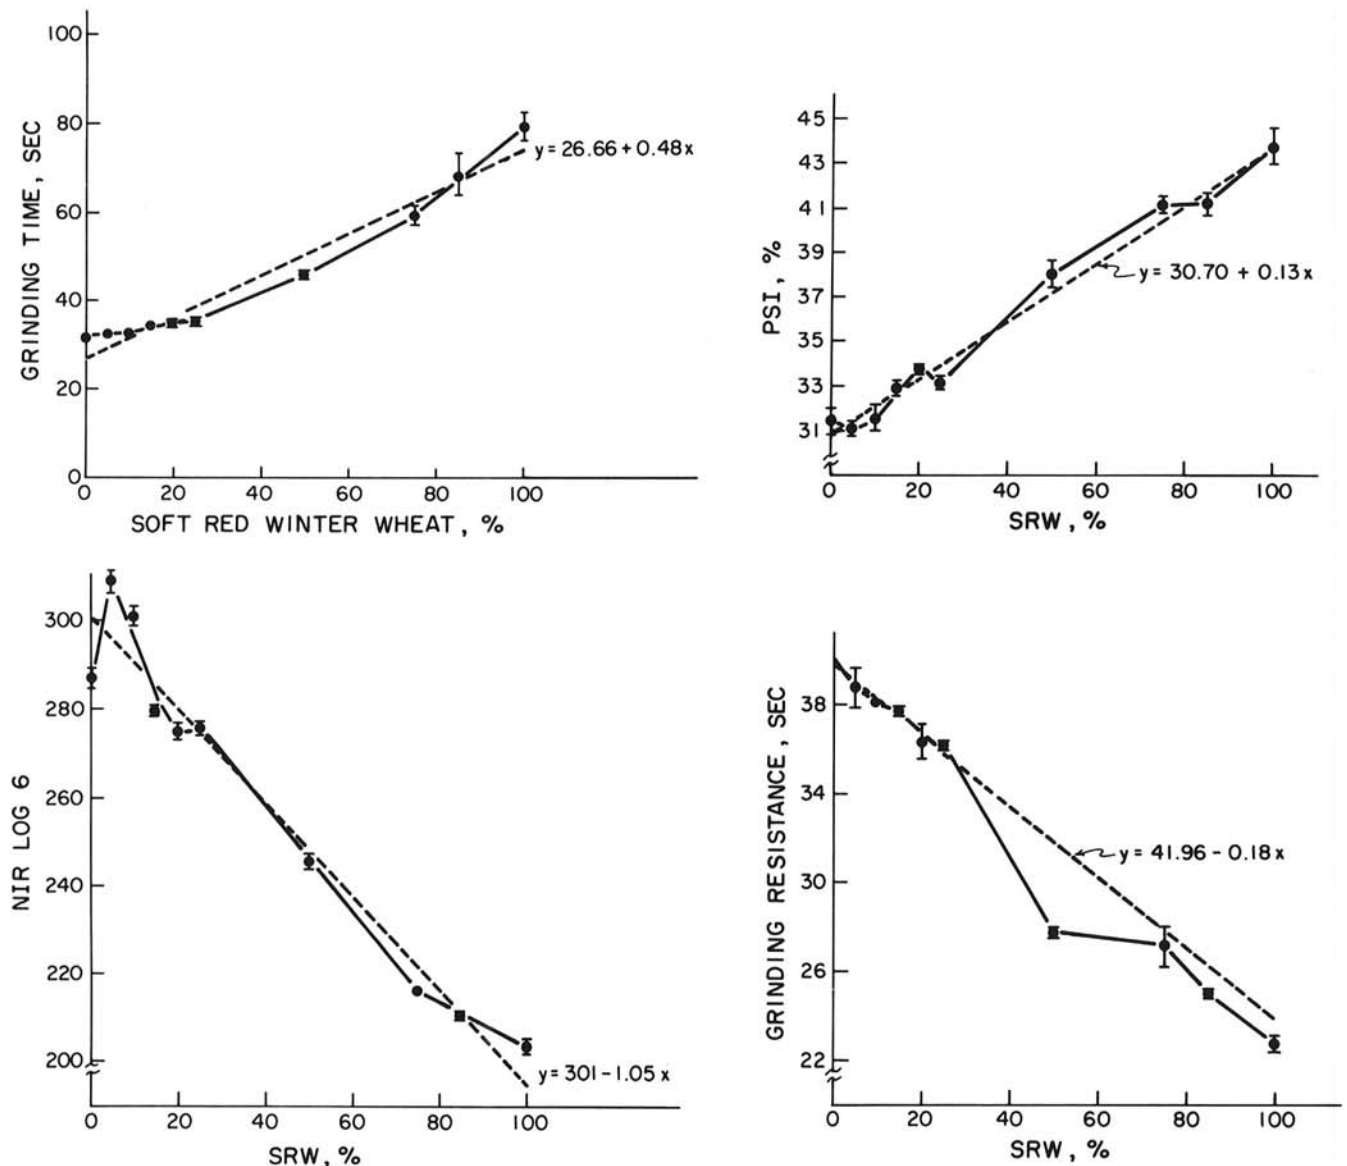 100
80
60
40
20
0
GRINDING TIME, SEC
y = 26.66 + 0.48x
0 20 40 60 80 100
SOFT RED WINTER WHEAT, %
45
43
41
39
37
35
33
31
PSI, %
y = 30.70 + 0.13x
0 20 40 60 80 100
SRW, %
300
280
260
240
220
200
NIR LOG 6
y = 301 - 1.05 x
0 20 40 60 80 100
SRW, %
38
34
30
26
22
GRINDING RESISTANCE, SEC
y = 41.96 - 0.18x
0 20 40 60 80 100
SRW, %